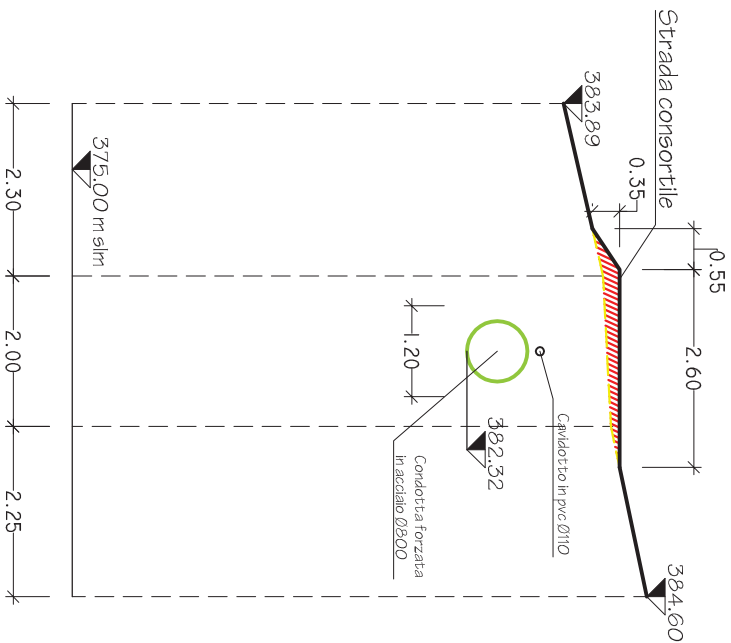 Strada consortile
383.89
0.35
0.55
2.60
384.60
375.00 m slm
1.20
382.32
Cavidotto in pvc Ø110
Condotta forzata
in acciaio Ø800
2.30
2.00
2.25